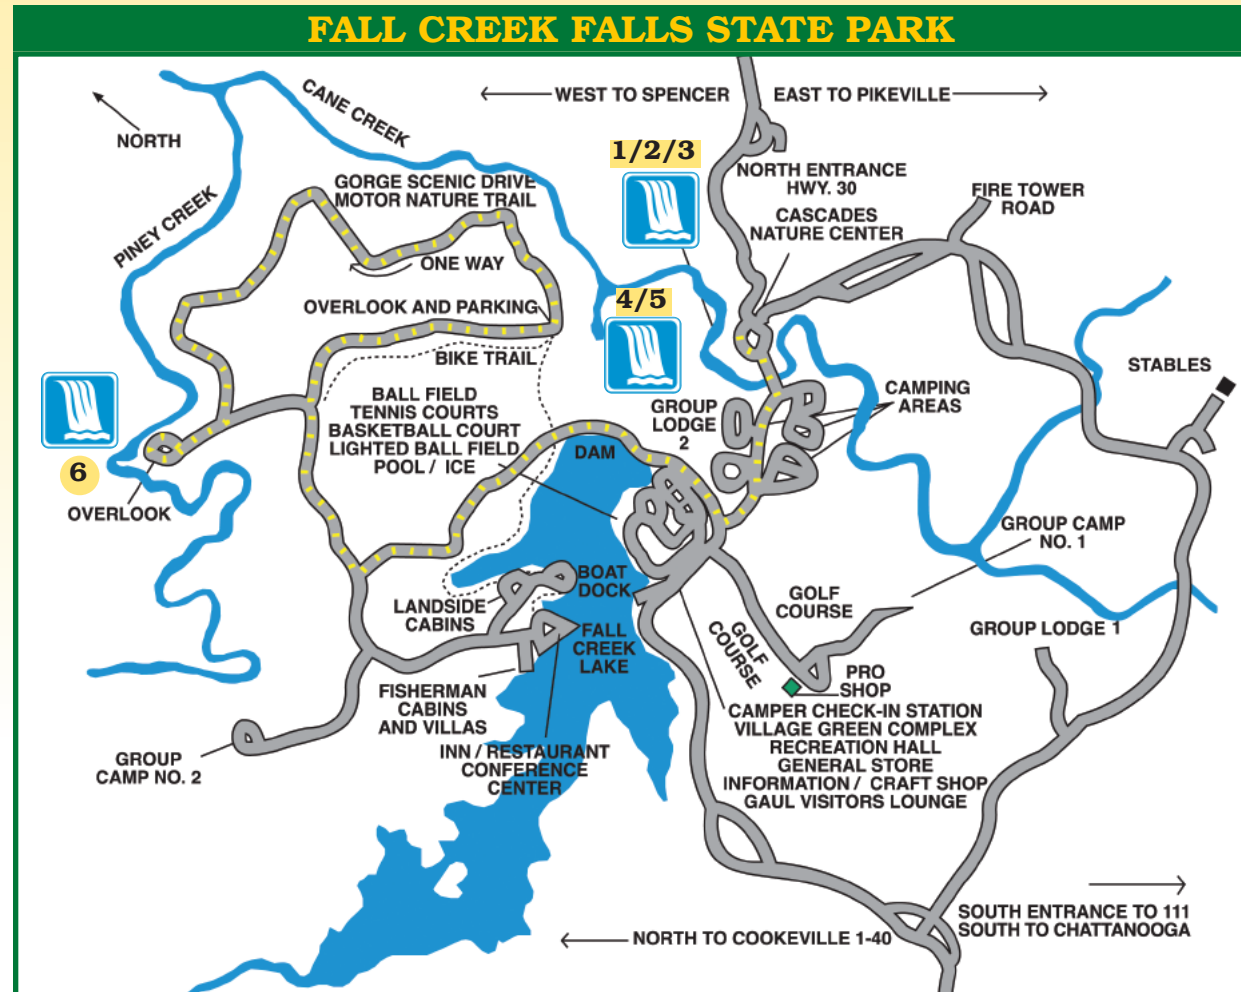 FALL CREEK FALLS STATE PARK
CANE CREEK
WEST TO SPENCER
EAST TO PIKEVILLE
NORTH
1/2/3
NORTH ENTRANCE
HWY. 30
GORGE SCENIC DRIVE
MOTOR NATURE TRAIL
FIRE TOWER
ROAD
CASCADES
NATURE CENTER
PINEY CREEK
ONE WAY
4/5
OVERLOOK AND PARKING
BIKE TRAIL
STABLES
BALL FIELD
TENNIS COURTS
BASKETBALL COURT
LIGHTED BALL FIELD
POOL / ICE
GROUP
LODGE
2
CAMPING
AREAS
DAM
6
OVERLOOK
GROUP CAMP
NO. 1
BOAT
DOCK
LANDSIDE
CABINS
GOLF
COURSE
GOLF
COURSE
GROUP LODGE 1
FALL
CREEK
LAKE
PRO
SHOP
FISHERMAN
CABINS
AND VILLAS
CAMPER CHECK-IN STATION
VILLAGE GREEN COMPLEX
RECREATION HALL
GENERAL STORE
INFORMATION / CRAFT SHOP
GAUL VISITORS LOUNGE
GROUP
CAMP NO. 2
INN / RESTAURANT
CONFERENCE
CENTER
SOUTH ENTRANCE TO 111
SOUTH TO CHATTANOOGA
NORTH TO COOKEVILLE 1-40